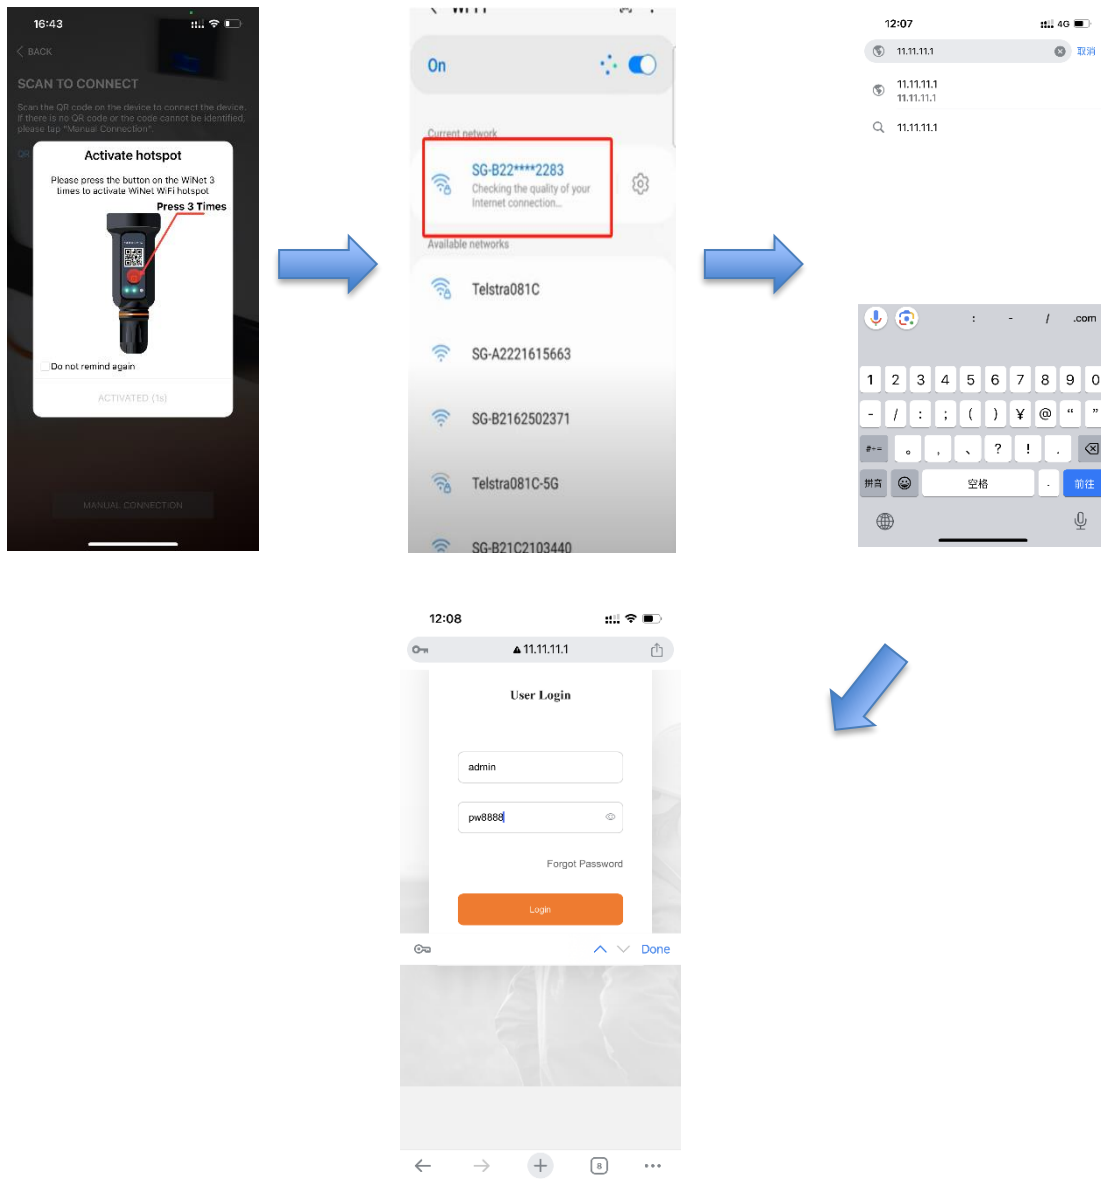 16:43
BACK
SCAN TO CONNECT
Scan the QR code on the device to connect the device.
If there is no QR code or the code cannot be identified,
please tap "Manual Connection".
QR
Activate hotspot
Please press the button on the WiNet 3
times to activate WiNet WiFi hotspot
Press 3 Times
Do not remind again
ACTIVATED (1s)
MANUAL CONNECTION
On
Current network
SG-B22****2283
Checking the quality of your
Internet connection...
Available networks
Telstra081C
SG-A2221615663
SG-B2162502371
Telstra081C-5G
SG-B21C2103440
12:07
4G
11.11.11.1
取消
11.11.11.1
11.11.11.1
11.11.11.1
: - / .com
1 2 3 4 5 6 7 8 9 0
- / : ; ( ) ¥ @ “ ”
#+= 。 , 、 ? ! .
拼音 空格 . 前往
12:08
11.11.11.1
User Login
admin
pw8888
Forgot Password
Login
Done
8